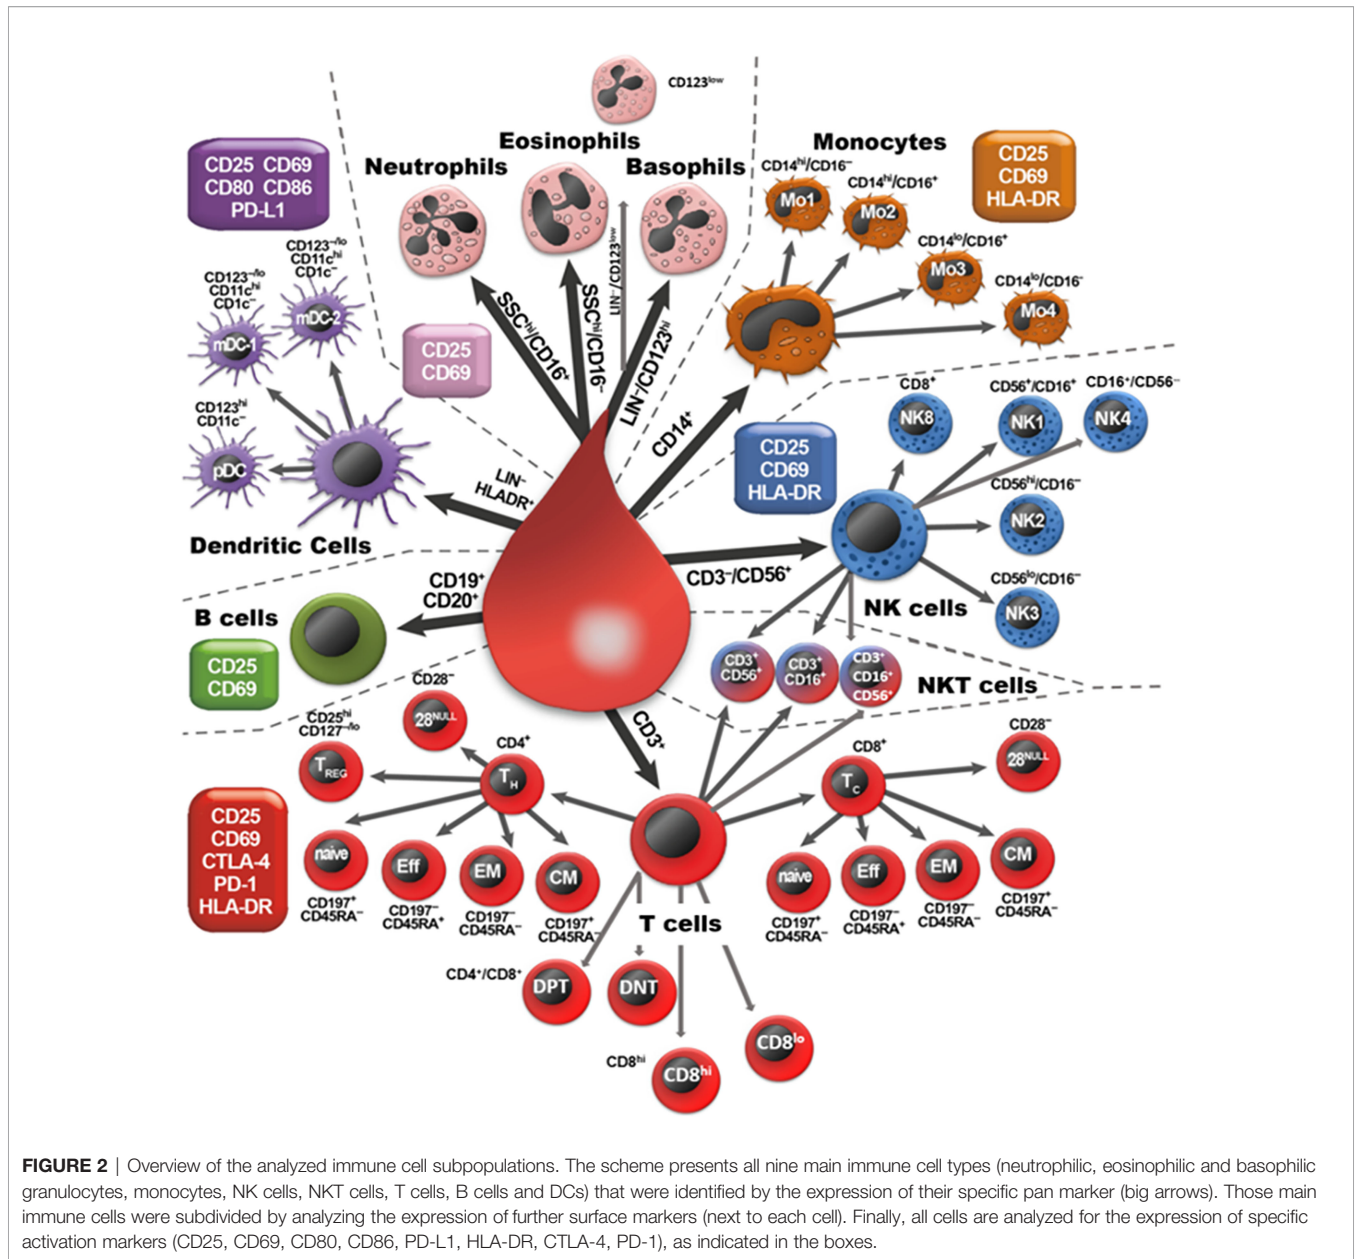 CD123low
Eosinophils
Neutrophils
Basophils
Monocytes
CD14hi/CD16–
CD14hi/CD16+
CD14lo/CD16+
CD14lo/CD16–
Mo1
Mo2
Mo3
Mo4
CD25
CD69
HLA-DR
CD25 CD69
CD80 CD86
PD-L1
CD123–/lo
CD11chi
CD1c–
mDC-2
CD123–/lo
CD11chi
CD1c–
mDC-1
CD123hi
CD11c–
pDC
Dendritic Cells
CD25
CD69
SSChi/CD16+
SSChi/CD16–
LIN–/CD123low
LIN–/CD123hi
CD14+
LIN–
HLADR+
CD25
CD69
HLA-DR
CD8+
NK8
CD56+/CD16+
NK1
CD16+/CD56–
NK4
CD56hi/CD16–
NK2
CD56lo/CD16–
NK3
CD3–/CD56+
NK cells
CD19+
CD20+
B cells
CD25
CD69
CD3+
CD56+
CD3+
CD16+
CD3+
CD16+
CD56+
NKT cells
CD3+
CD28–
28NULL
CD25hi
CD127–/lo
TREG
CD4+
TH
CD8+
TC
CD28–
28NULL
CD25
CD69
CTLA-4
PD-1
HLA-DR
naive
CD197+
CD45RA–
Eff
CD197–
CD45RA+
EM
CD197–
CD45RA–
CM
CD197+
CD45RA–
naive
CD197+
CD45RA–
Eff
CD197–
CD45RA+
EM
CD197–
CD45RA–
CM
CD197+
CD45RA–
T cells
CD4+/CD8+
DPT
DNT
CD8hi
CD8hi
CD8lo
FIGURE 2 | Overview of the analyzed immune cell subpopulations. The scheme presents all nine main immune cell types (neutrophilic, eosinophilic and basophilic
granulocytes, monocytes, NK cells, NKT cells, T cells, B cells and DCs) that were identified by the expression of their specific pan marker (big arrows). Those main
immune cells were subdivided by analyzing the expression of further surface markers (next to each cell). Finally, all cells are analyzed for the expression of specific
activation markers (CD25, CD69, CD80, CD86, PD-L1, HLA-DR, CTLA-4, PD-1), as indicated in the boxes.